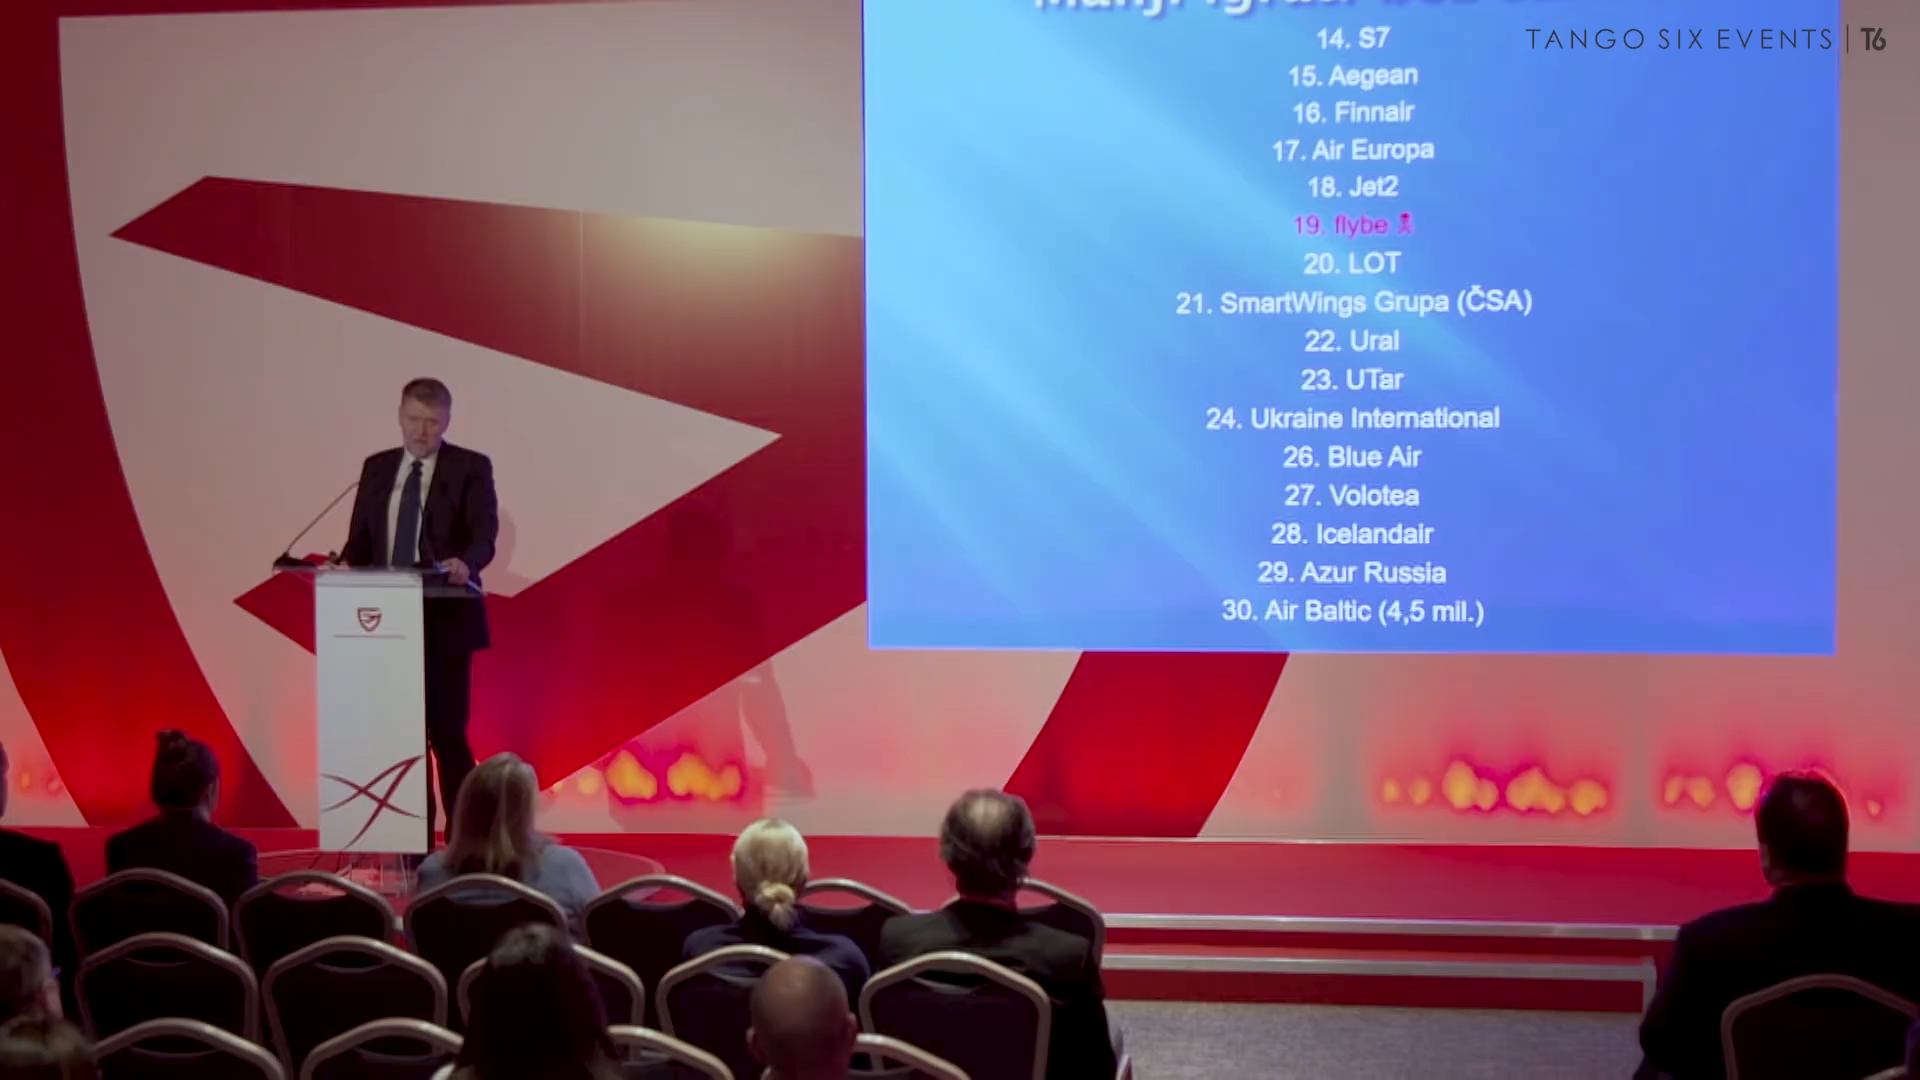 TANGO SIX EVENTS | T6
14. S7
15. Aegean
16. Finnair
17. Air Europa
18. Jet2
19. flybe ☠
20. LOT
21. SmartWings Grupa (ČSA)
22. Ural
23. UTar
24. Ukraine International
26. Blue Air
27. Volotea
28. Icelandair
29. Azur Russia
30. Air Baltic (4,5 mil.)